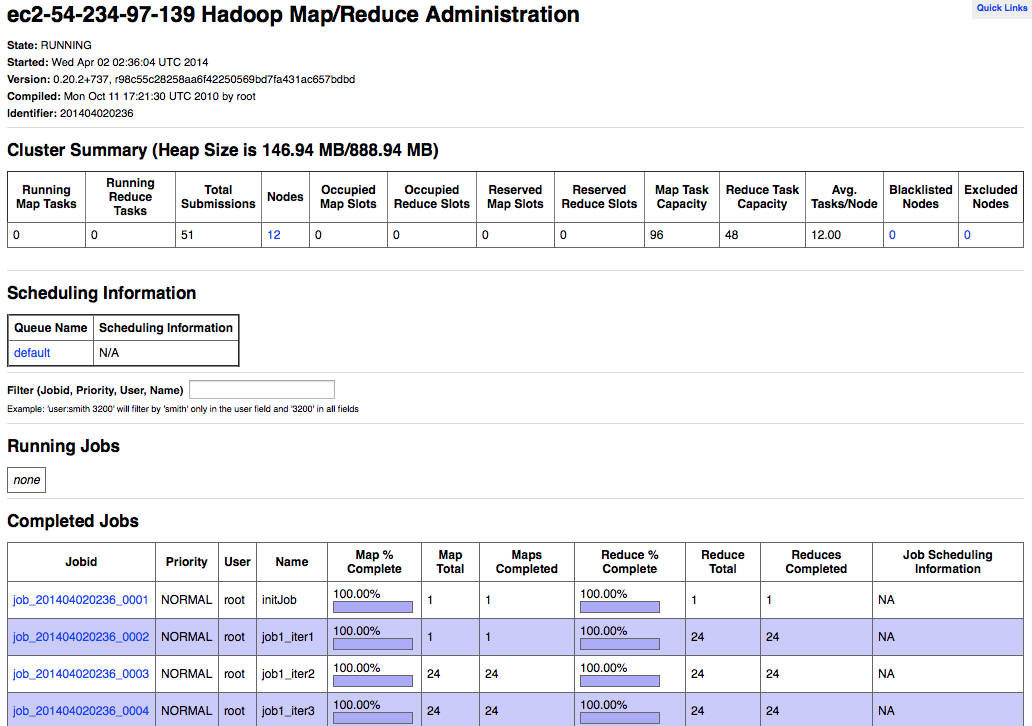 ec2-54-234-97-139 Hadoop Map/Reduce Administration
Quick Links
State: RUNNING
Started: Wed Apr 02 02:36:04 UTC 2014
Version: 0.20.2+737, r98c55c28258aa6f42250569bd7fa431ac657bdbd
Compiled: Mon Oct 11 17:21:30 UTC 2010 by root
Identifier: 201404020236
Cluster Summary (Heap Size is 146.94 MB/888.94 MB)
Running Map Tasks Running Reduce Tasks Total Submissions Nodes Occupied Map Slots Occupied Reduce Slots Reserved Map Slots Reserved Reduce Slots Map Task Capacity Reduce Task Capacity Avg. Tasks/Node Blacklisted Nodes Excluded Nodes
0 0 51 12 0 0 0 0 96 48 12.00 0 0
Scheduling Information
Queue Name Scheduling Information
default N/A
Filter (Jobid, Priority, User, Name)
Example: 'user:smith 3200' will filter by 'smith' only in the user field and '3200' in all fields
Running Jobs
none
Completed Jobs
Jobid Priority User Name Map % Complete Map Total Maps Completed Reduce % Complete Reduce Total Reduces Completed Job Scheduling Information
job_201404020236_0001 NORMAL root initJob 100.00% 1 1 100.00% 1 1 NA
job_201404020236_0002 NORMAL root job1_iter1 100.00% 1 1 100.00% 24 24 NA
job_201404020236_0003 NORMAL root job1_iter2 100.00% 24 24 100.00% 24 24 NA
job_201404020236_0004 NORMAL root job1_iter3 100.00% 24 24 100.00% 24 24 NA